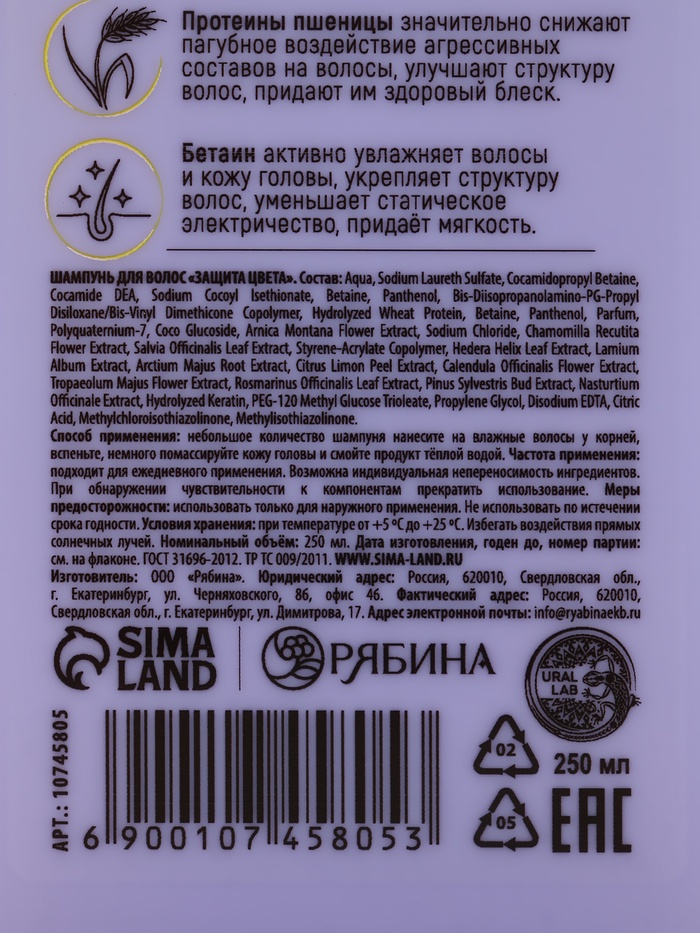 Протеины пшеницы значительно снижают
пагубное воздействие агрессивных
составов на волосы, улучшают структуру
волос, придают им здоровый блеск.
Бетаин активно увлажняет волосы
и кожу головы, укрепляет структуру
волос, уменьшает статическое
электричество, придаёт мягкость.
ШАМПУНЬ ДЛЯ ВОЛОС «ЗАЩИТА ЦВЕТА». Состав: Aqua, Sodium Laureth Sulfate, Cocamidopropyl Betaine,
Cocamide DEA, Sodium Cocoyl Isethionate, Betaine, Panthenol, Bis-Diisopropanolamino-PG-Propyl
Disiloxane/Bis-Vinyl Dimethicone Copolymer, Hydrolyzed Wheat Protein, Betaine, Panthenol, Parfum,
Polyquaternium-7, Coco Glucoside, Arnica Montana Flower Extract, Sodium Chloride, Chamomilla Recutita
Flower Extract, Salvia Officinalis Leaf Extract, Styrene-Acrylate Copolymer, Hedera Helix Leaf Extract, Lamium
Album Extract, Arctium Majus Root Extract, Citrus Limon Peel Extract, Calendula Officinalis Flower Extract,
Tropaeolum Majus Flower Extract, Rosmarinus Officinalis Leaf Extract, Pinus Sylvestris Bud Extract, Nasturtium
Officinale Extract, Hydrolyzed Keratin, PEG-120 Methyl Glucose Trioleate, Propylene Glycol, Disodium EDTA, Citric
Acid, Methylchloroisothiazolinone, Methylisothiazolinone.
Способ применения: небольшое количество шампуня нанесите на влажные волосы у корней,
вспеньте, немного помассируйте кожу головы и смойте продукт тёплой водой. Частота применения:
подходит для ежедневного применения. Возможна индивидуальная непереносимость ингредиентов.
При обнаружении чувствительности к компонентам прекратить использование. Меры
предосторожности: использовать только для наружного применения. Не использовать по истечении
срока годности. Условия хранения: при температуре от +5 ºС до +25 ºС. Избегать воздействия прямых
солнечных лучей. Номинальный объём: 250 мл. Дата изготовления, годен до, номер партии:
см. на флаконе. ГОСТ 31696-2012. ТР ТС 009/2011. WWW.SIMA-LAND.RU
Изготовитель: ООО «Рябина». Юридический адрес: Россия, 620010, Свердловская обл.,
г. Екатеринбург, ул. Черняховского, 86, офис 46. Фактический адрес: Россия, 620010,
Свердловская обл., г. Екатеринбург, ул. Димитрова, 17. Адрес электронной почты: info@ryabinaekb.ru
SIMA
LAND
РЯБИНА
URAL
LAB
АРТ.: 10745805
6 900107 458053
02
05
250 мл
EAC